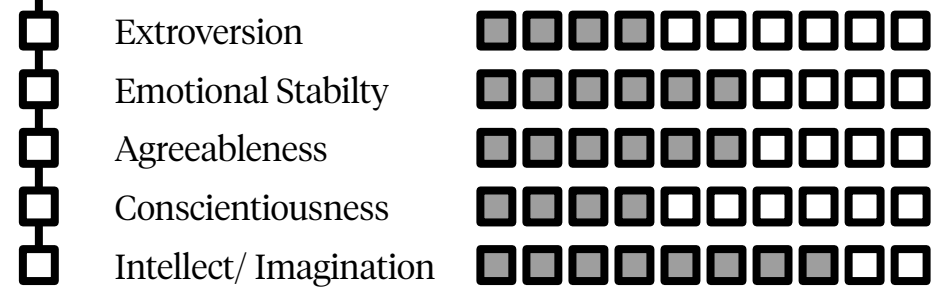 Extroversion
Emotional Stabilty
Agreeableness
Conscientiousness
Intellect/ Imagination